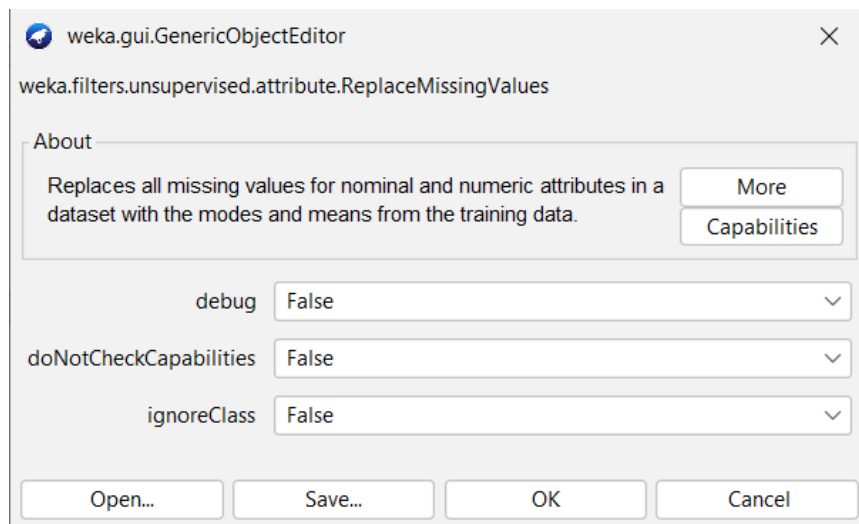 weka.gui.GenericObjectEditor
weka.filters.unsupervised.attribute.ReplaceMissingValues
About
Replaces all missing values for nominal and numeric attributes in a
dataset with the modes and means from the training data.
More
Capabilities
debug False
doNotCheckCapabilities False
ignoreClass False
Open... Save... OK Cancel